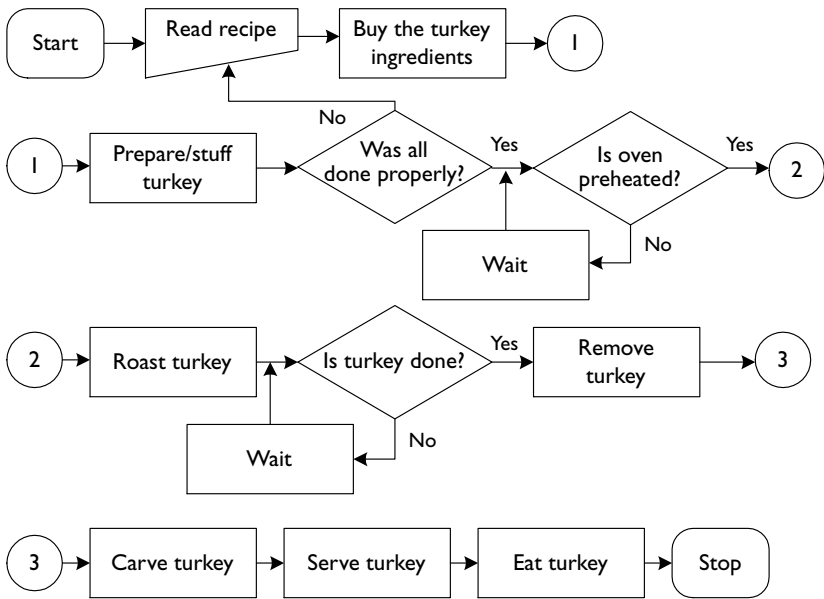 Start
Read recipe
Buy the turkey
ingredients
1
No
1
Prepare/stuff
turkey
Was all
done properly?
Yes
Is oven
preheated?
Yes
2
No
Wait
2
Roast turkey
Is turkey done?
Yes
Remove
turkey
3
No
Wait
3
Carve turkey
Serve turkey
Eat turkey
Stop